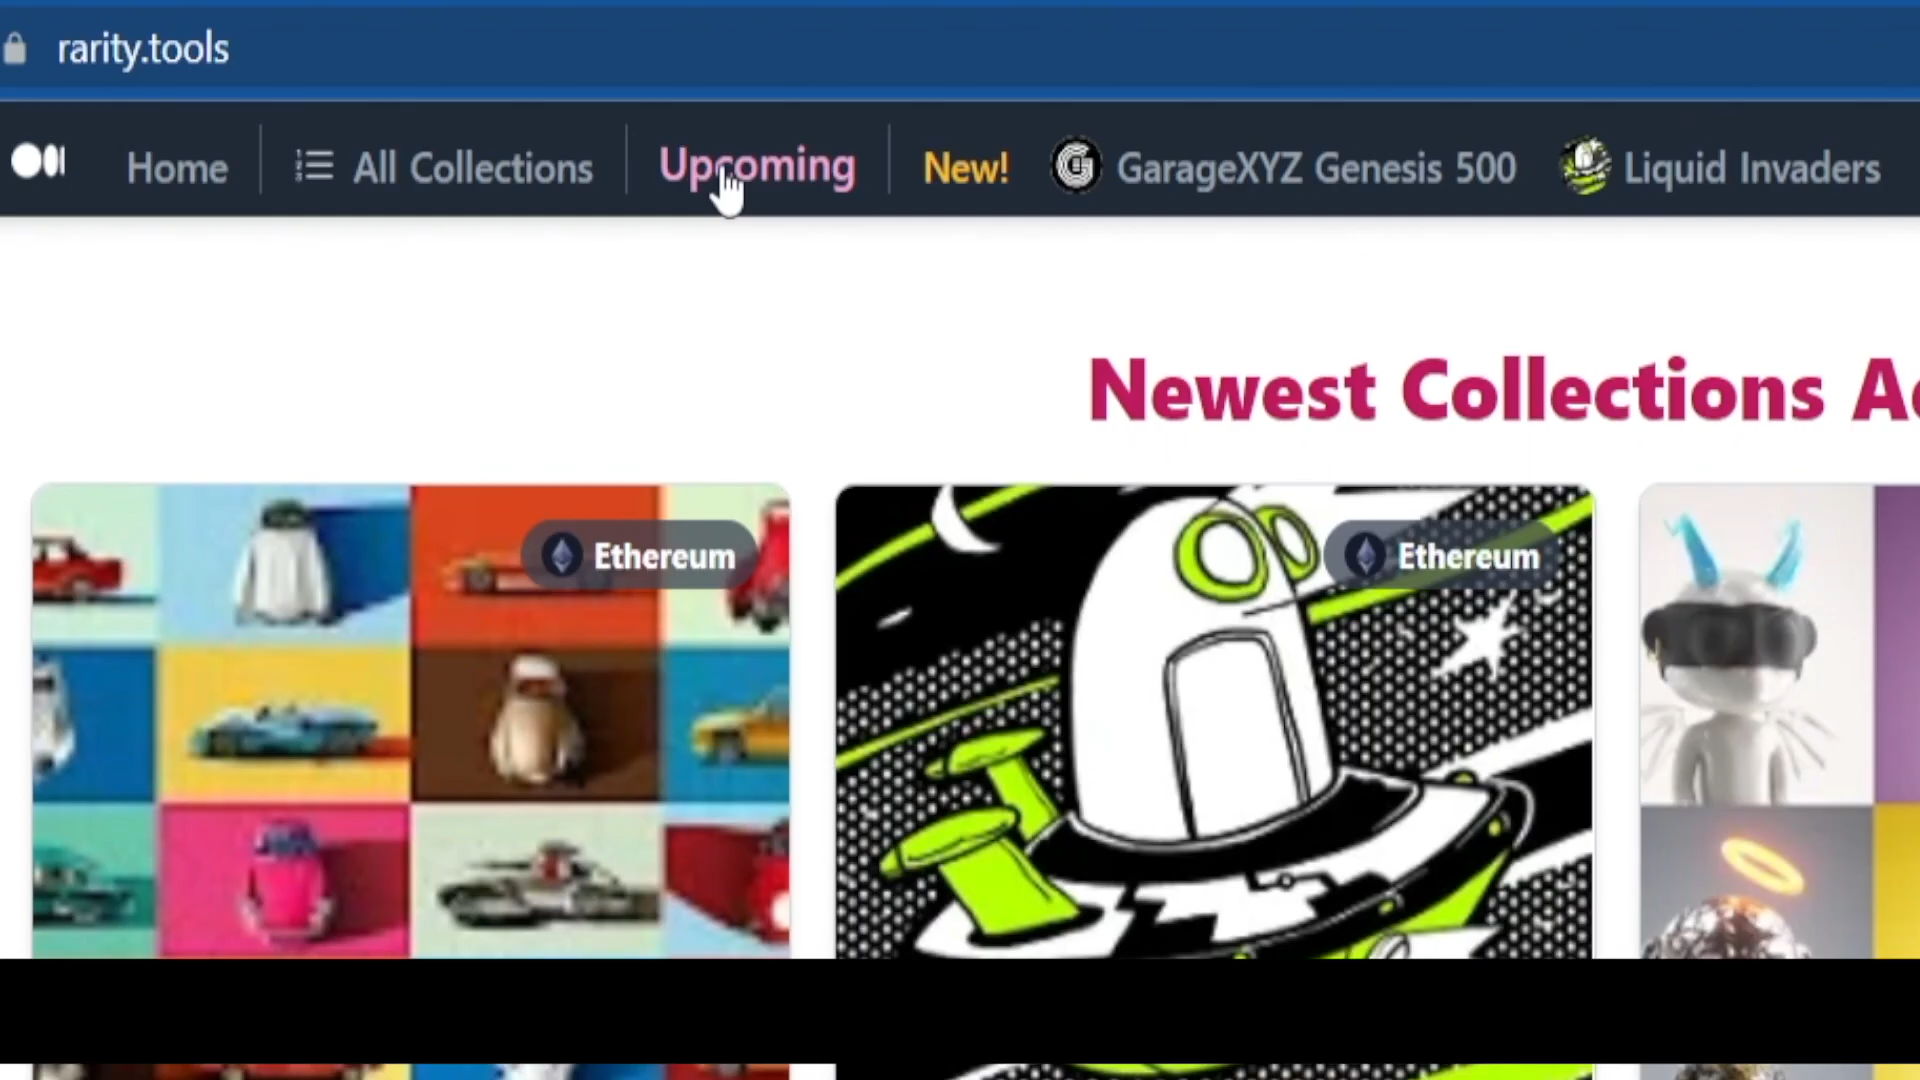 rarity.tools
Home All Collections Upcoming New! GarageXYZ Genesis 500 Liquid Invaders
Newest Collections
Ethereum Ethereum